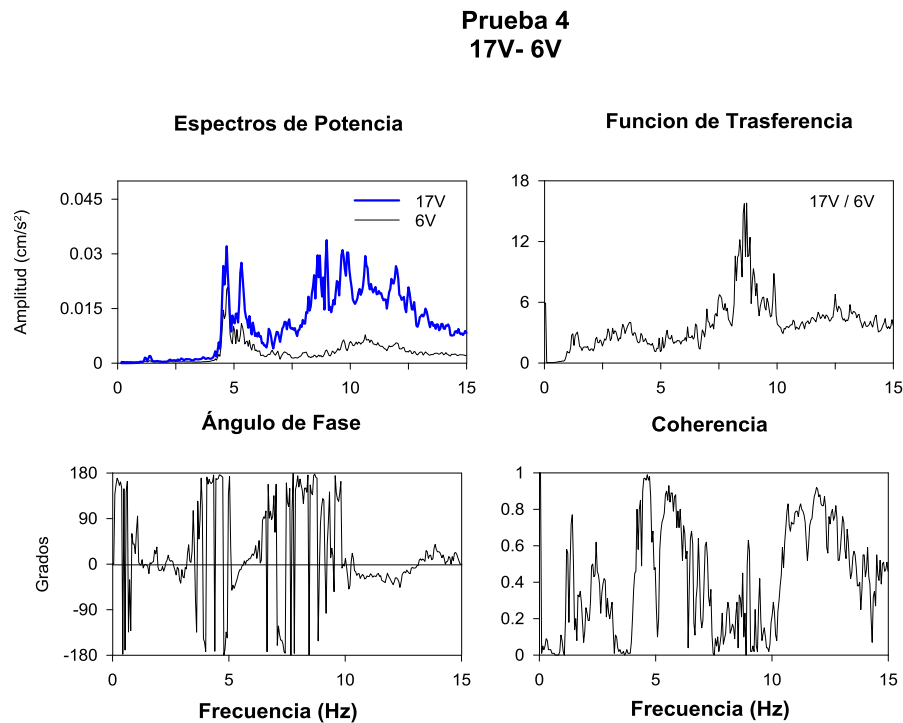 Prueba 4
17V- 6V
Espectros de Potencia
Amplitud (cm/s²)
0.045
0.03
0.015
0
17V
6V
0 5 10 15
Funcion de Trasferencia
18
12
6
0
17V / 6V
0 5 10 15
Ángulo de Fase
Grados
180
90
0
-90
-180
0 5 10 15
Frecuencia (Hz)
Coherencia
1
0.8
0.6
0.4
0.2
0
0 5 10 15
Frecuencia (Hz)